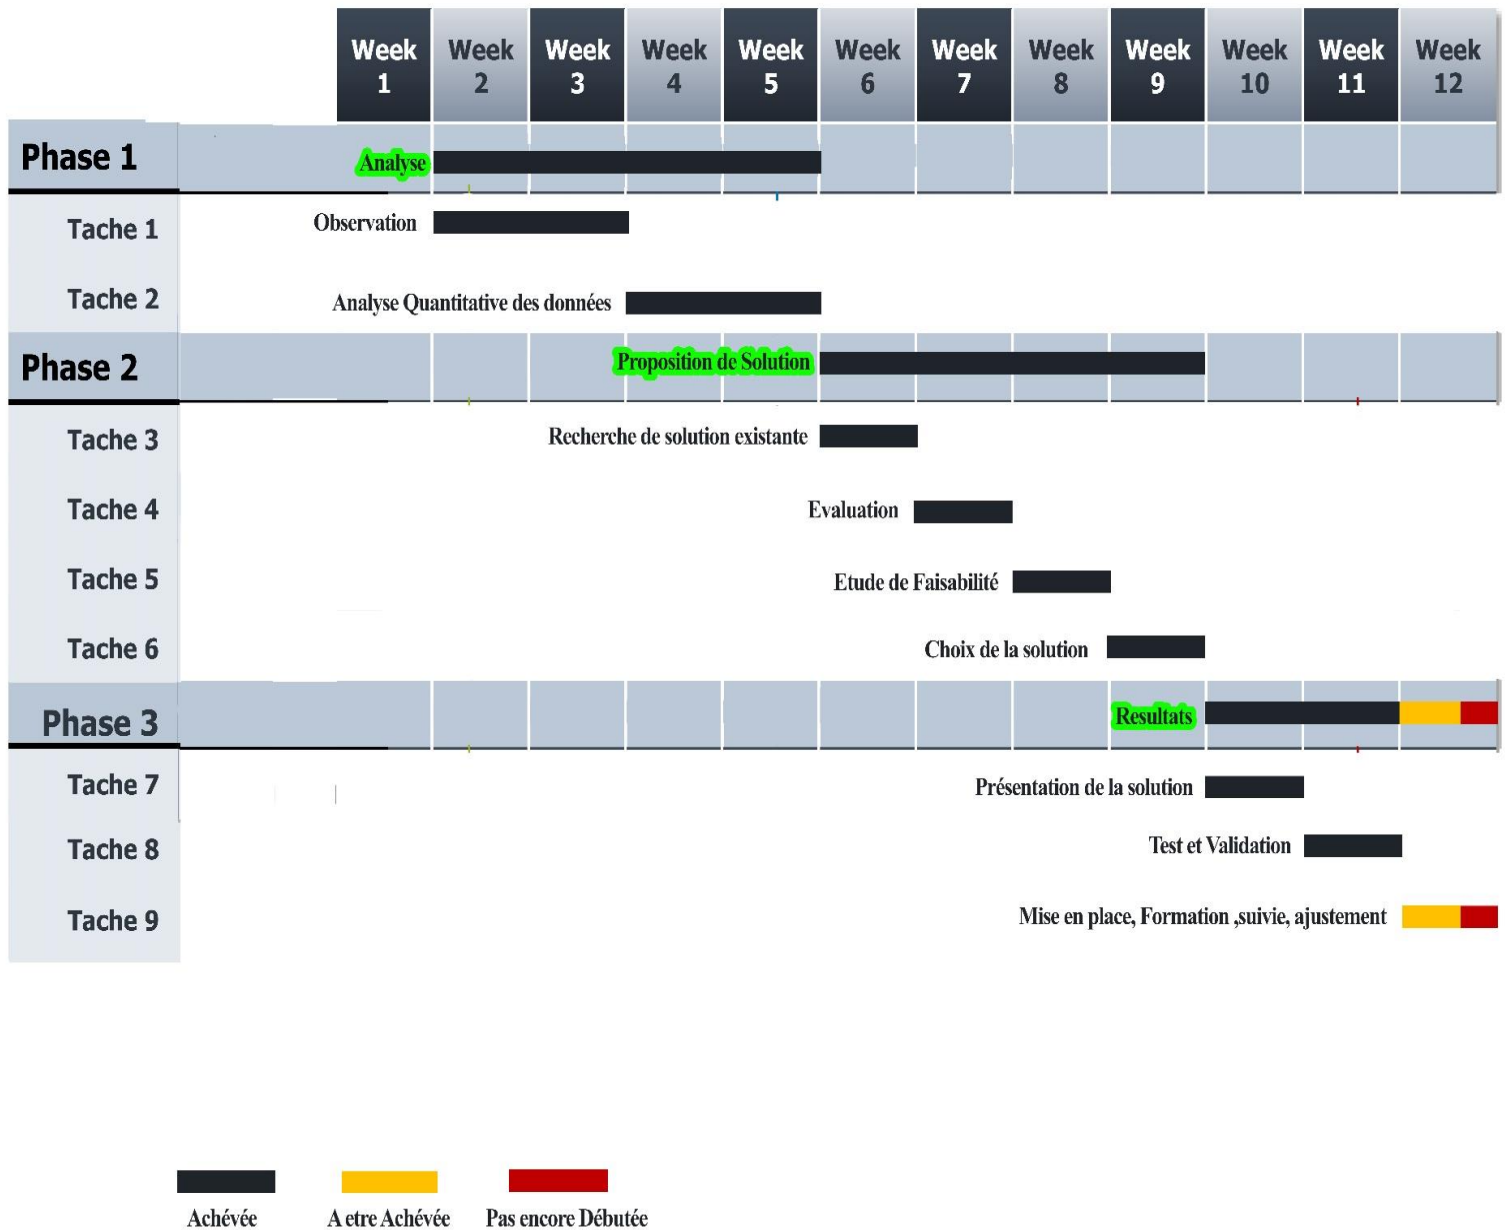 Week 1
Week 2
Week 3
Week 4
Week 5
Week 6
Week 7
Week 8
Week 9
Week 10
Week 11
Week 12
Phase 1
Analyse
Tache 1
Observation
Tache 2
Analyse Quantitative des données
Phase 2
Proposition de Solution
Tache 3
Recherche de solution existante
Tache 4
Evaluation
Tache 5
Etude de Faisabilité
Tache 6
Choix de la solution
Phase 3
Resultats
Tache 7
Présentation de la solution
Tache 8
Test et Validation
Tache 9
Mise en place, Formation ,suivie, ajustement
Achévée
A etre Achévée
Pas encore Débutée